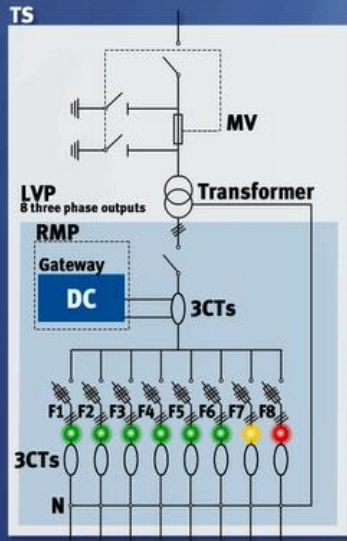 TS
MV
Transformer
LVP
8 three phase outputs
RMP
Gateway
DC
3CTs
F1 F2 F3 F4 F5 F6 F7 F8
3CTs
N